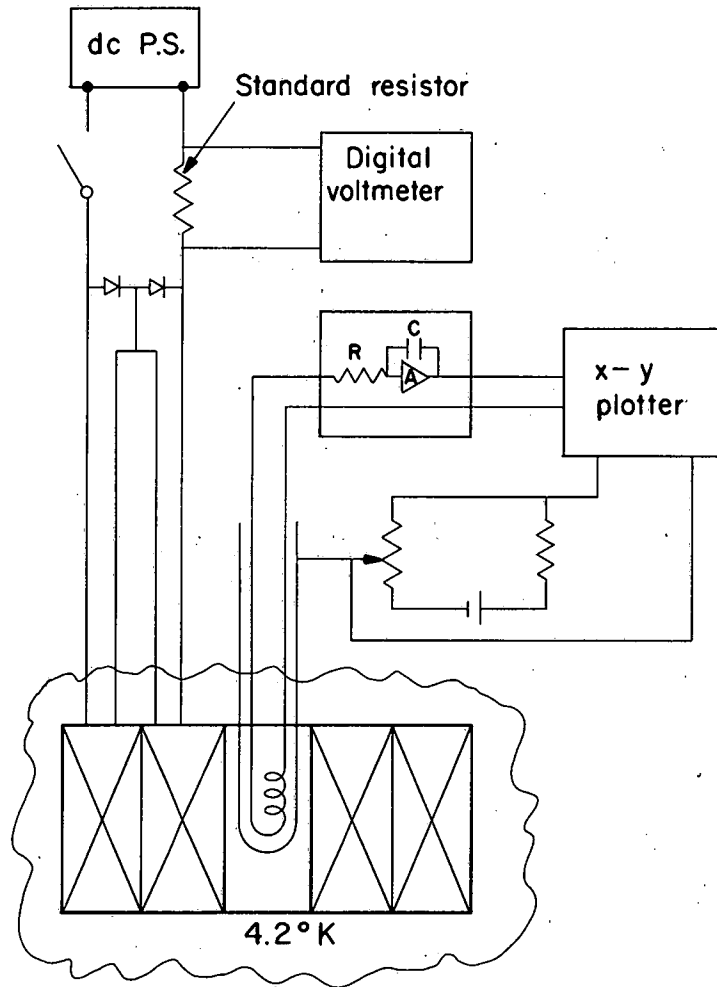 dc P.S.
Standard resistor
Digital
voltmeter
C
R
A
x-y
plotter
4.2°K